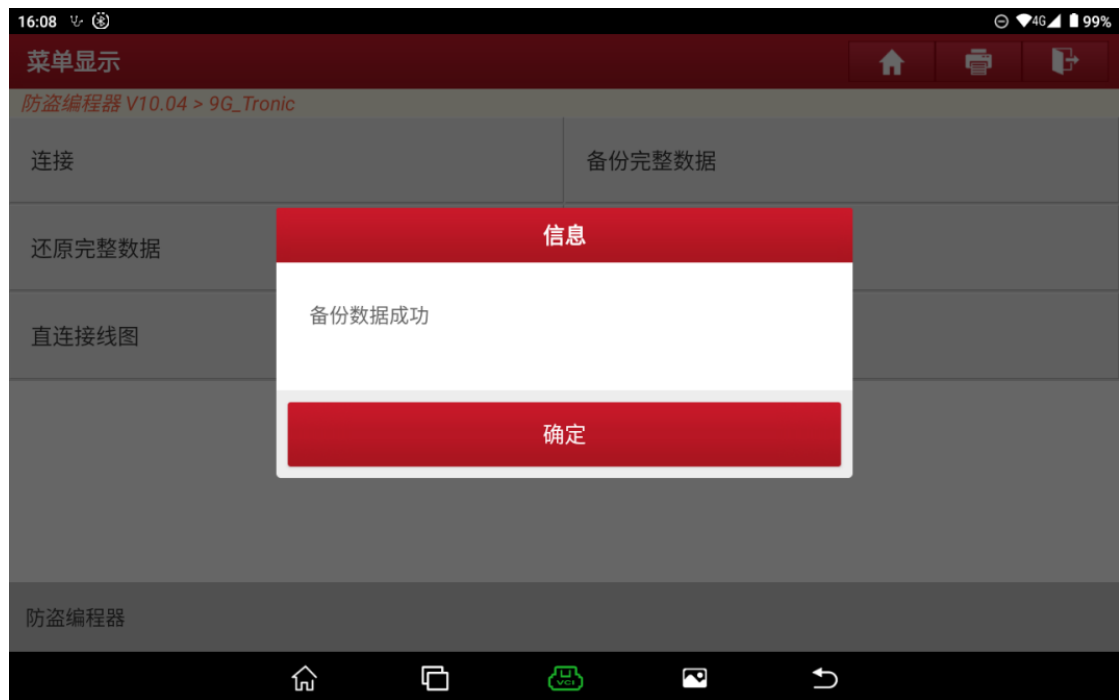 16:08 4G 99%
菜单显示
防盗编程器 V10.04 > 9G_Tronic
连接
备份完整数据
还原完整数据
信息
直连接线图
备份数据成功
确定
防盗编程器
VCI